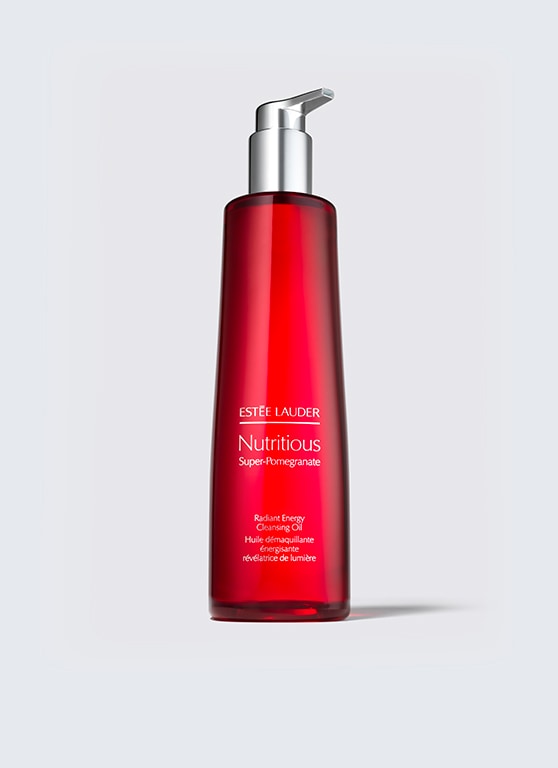 ESTĒE LAUDER
Nutritious
Super-Pomegranate
Radiant Energy
Cleansing Oil
Huile démaquillante
énergisante
révélatrice de lumière